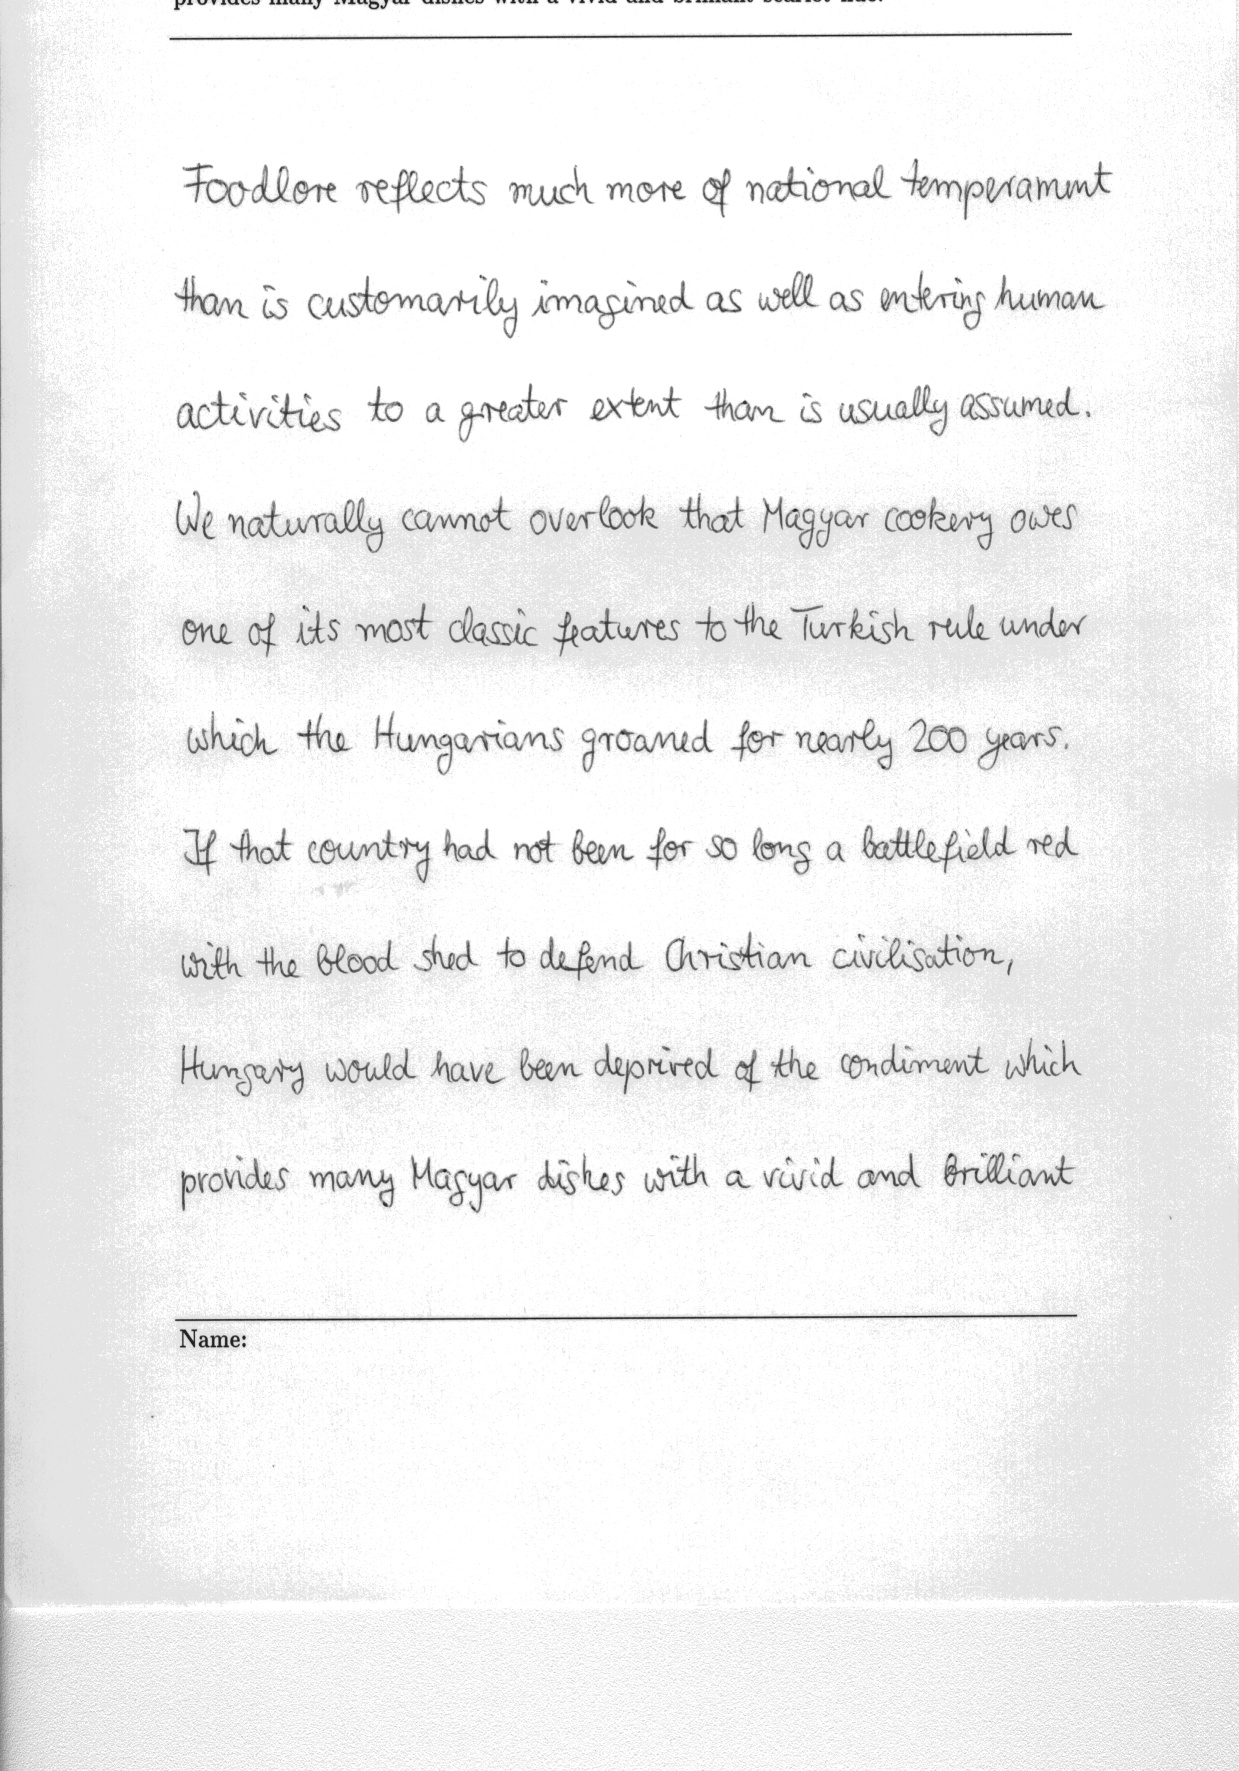 provides many Magyar dishes with a vivid and brilliant scarlet hue.
Foodlore reflects much more of national temperament
than is customarily imagined as well as entering human
activities to a greater extent than is usually assumed.
We naturally cannot overlook that Magyar cookery owes
one of its most classic features to the Turkish rule under
which the Hungarians groaned for nearly 200 years.
If that country had not been for so long a battlefield red
with the blood shed to defend Christian civilisation,
Hungary would have been deprived of the condiment which
provides many Magyar dishes with a vivid and brilliant
Name: